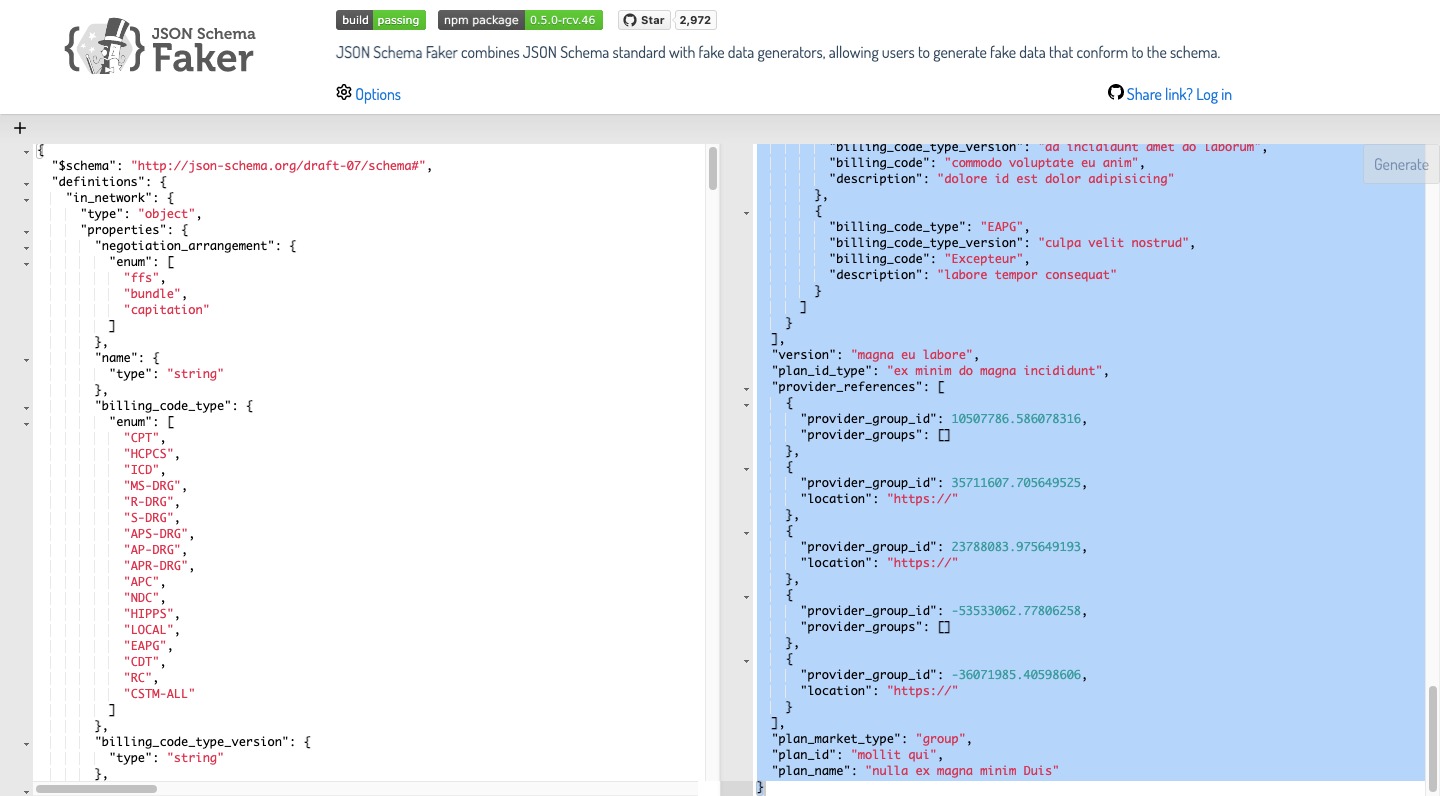 JSON Schema
Faker
build passing
npm package 0.5.0-rcv.46
Star 2,972
JSON Schema Faker combines JSON Schema standard with fake data generators, allowing users to generate fake data that conform to the schema.
Options
Share link? Log in
+
{
"$schema": "http://json-schema.org/draft-07/schema#",
"definitions": {
"in_network": {
"type": "object",
"properties": {
"negotiation_arrangement": {
"enum": [
"ffs",
"bundle",
"capitation"
]
},
"name": {
"type": "string"
},
"billing_code_type": {
"enum": [
"CPT",
"HCPCS",
"ICD",
"MS-DRG",
"R-DRG",
"S-DRG",
"APS-DRG",
"AP-DRG",
"APR-DRG",
"APC",
"NDC",
"HIPPS",
"LOCAL",
"EAPG",
"CDT",
"RC",
"CSTM-ALL"
]
},
"billing_code_type_version": {
"type": "string"
},
"billing_code_type_version": "ad incididunt amet do laborum",
"billing_code": "commodo voluptate eu anim",
"description": "dolore id est dolor adipisicing"
},
{
"billing_code_type": "EAPG",
"billing_code_type_version": "culpa velit nostrud",
"billing_code": "Excepteur",
"description": "labore tempor consequat"
}
]
}
],
"version": "magna eu labore",
"plan_id_type": "ex minim do magna incididunt",
"provider_references": [
{
"provider_group_id": 10507786.586078316,
"provider_groups": []
},
{
"provider_group_id": 35711607.705649525,
"location": "https://"
},
{
"provider_group_id": 23788083.975649193,
"location": "https://"
},
{
"provider_group_id": -53533062.77806258,
"provider_groups": []
},
{
"provider_group_id": -36071985.40598606,
"location": "https://"
}
],
"plan_market_type": "group",
"plan_id": "mollit qui",
"plan_name": "nulla ex magna minim Duis"
}
Generate